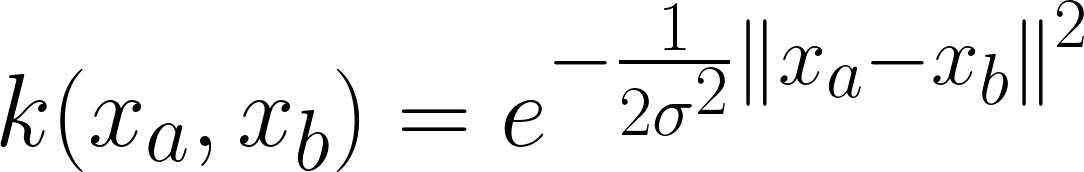 $k(x_a, x_b) = e^{-\frac{1}{2\sigma^2}\|x_a - x_b\|^2}$